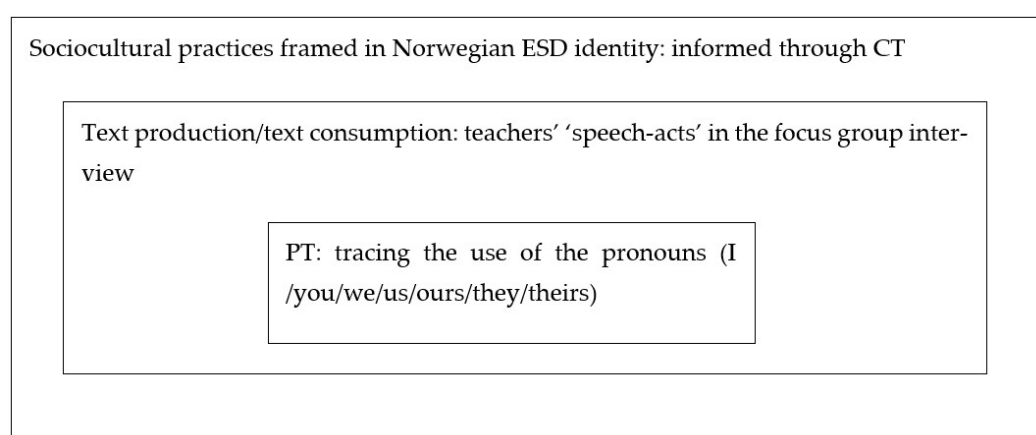 Sociocultural practices framed in Norwegian ESD identity: informed through CT
Text production/text consumption: teachers’ ‘speech-acts’ in the focus group inter-
view
PT: tracing the use of the pronouns (I
/you/we/us/ours/they/theirs)